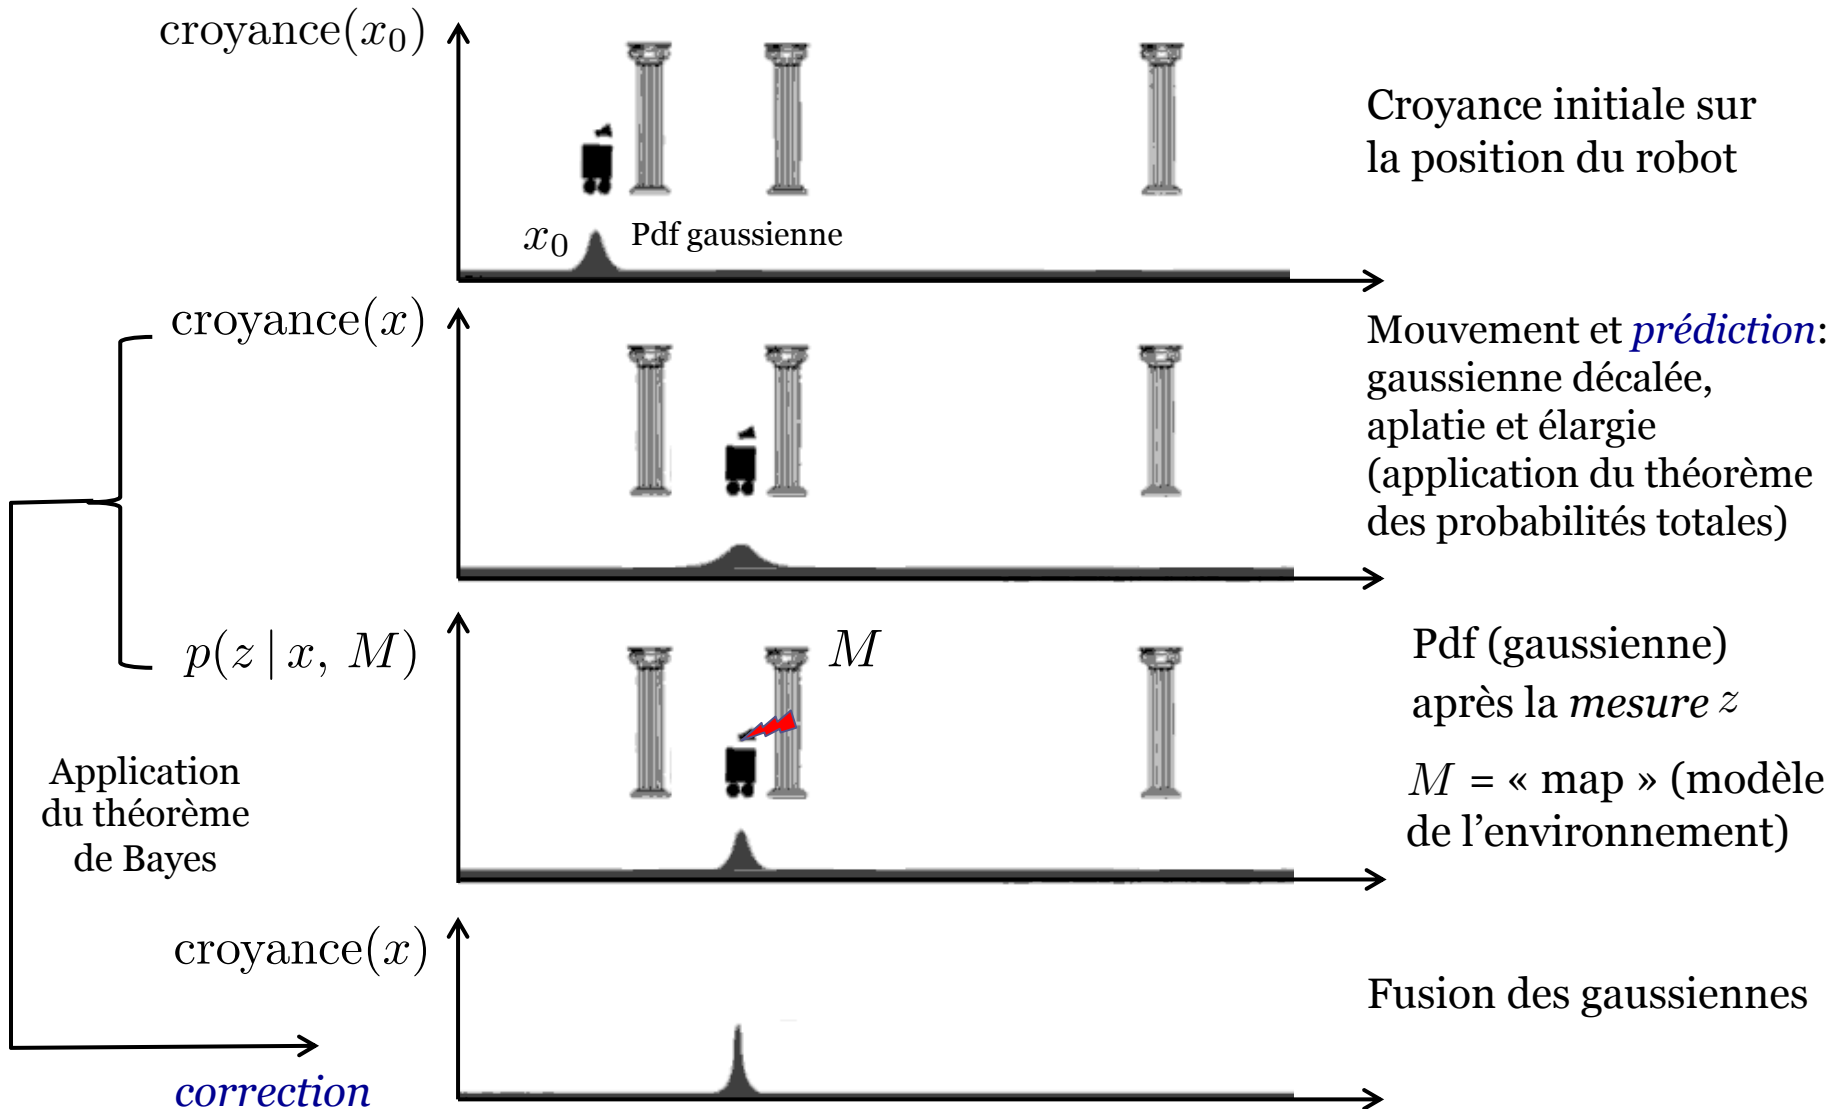 croyance(x₀)
Croyance initiale sur
la position du robot
x₀ Pdf gaussienne
croyance(x)
Mouvement et prédiction:
gaussienne décalée,
aplatie et élargie
(application du théorème
des probabilités totales)
p(z | x, M)
M
Pdf (gaussienne)
après la mesure z
M = « map » (modèle
de l’environnement)
Application
du théorème
de Bayes
croyance(x)
Fusion des gaussiennes
correction